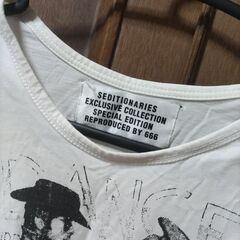 SEDITIONARIES
EXCLUSIVE COLLECTION
SPECIAL EDITION
REPRODUCED BY 666